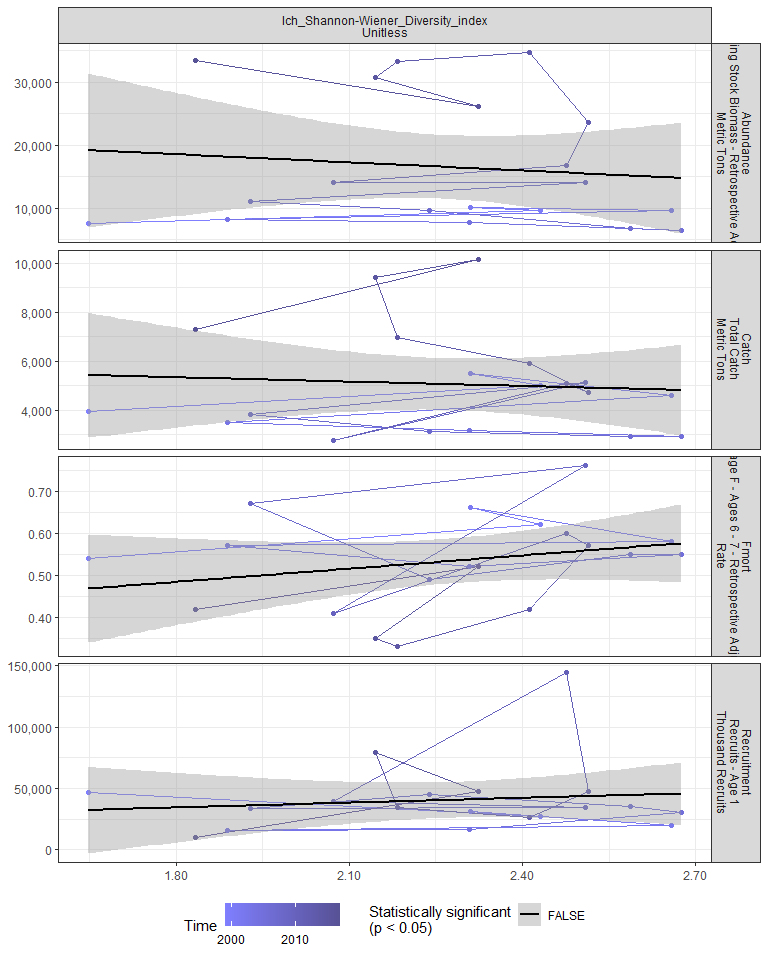 Ich_Shannon-Wiener_Diversity_index
Unitless
30,000
20,000
10,000
Abundance
ing Stock Biomass - Retrospective
Metric Tons
10,000
8,000
6,000
4,000
Catch
Total Catch
Metric Tons
0.70
0.60
0.50
0.40
Fmort
F - Ages 6 - 7 - Retrospective
Rate
150,000
100,000
50,000
0
Recruitment
Recruits - Age 1
Thousand Recruits
1.80
2.10
2.40
2.70
Time
2000
2010
Statistically significant
(p < 0.05)
FALSE